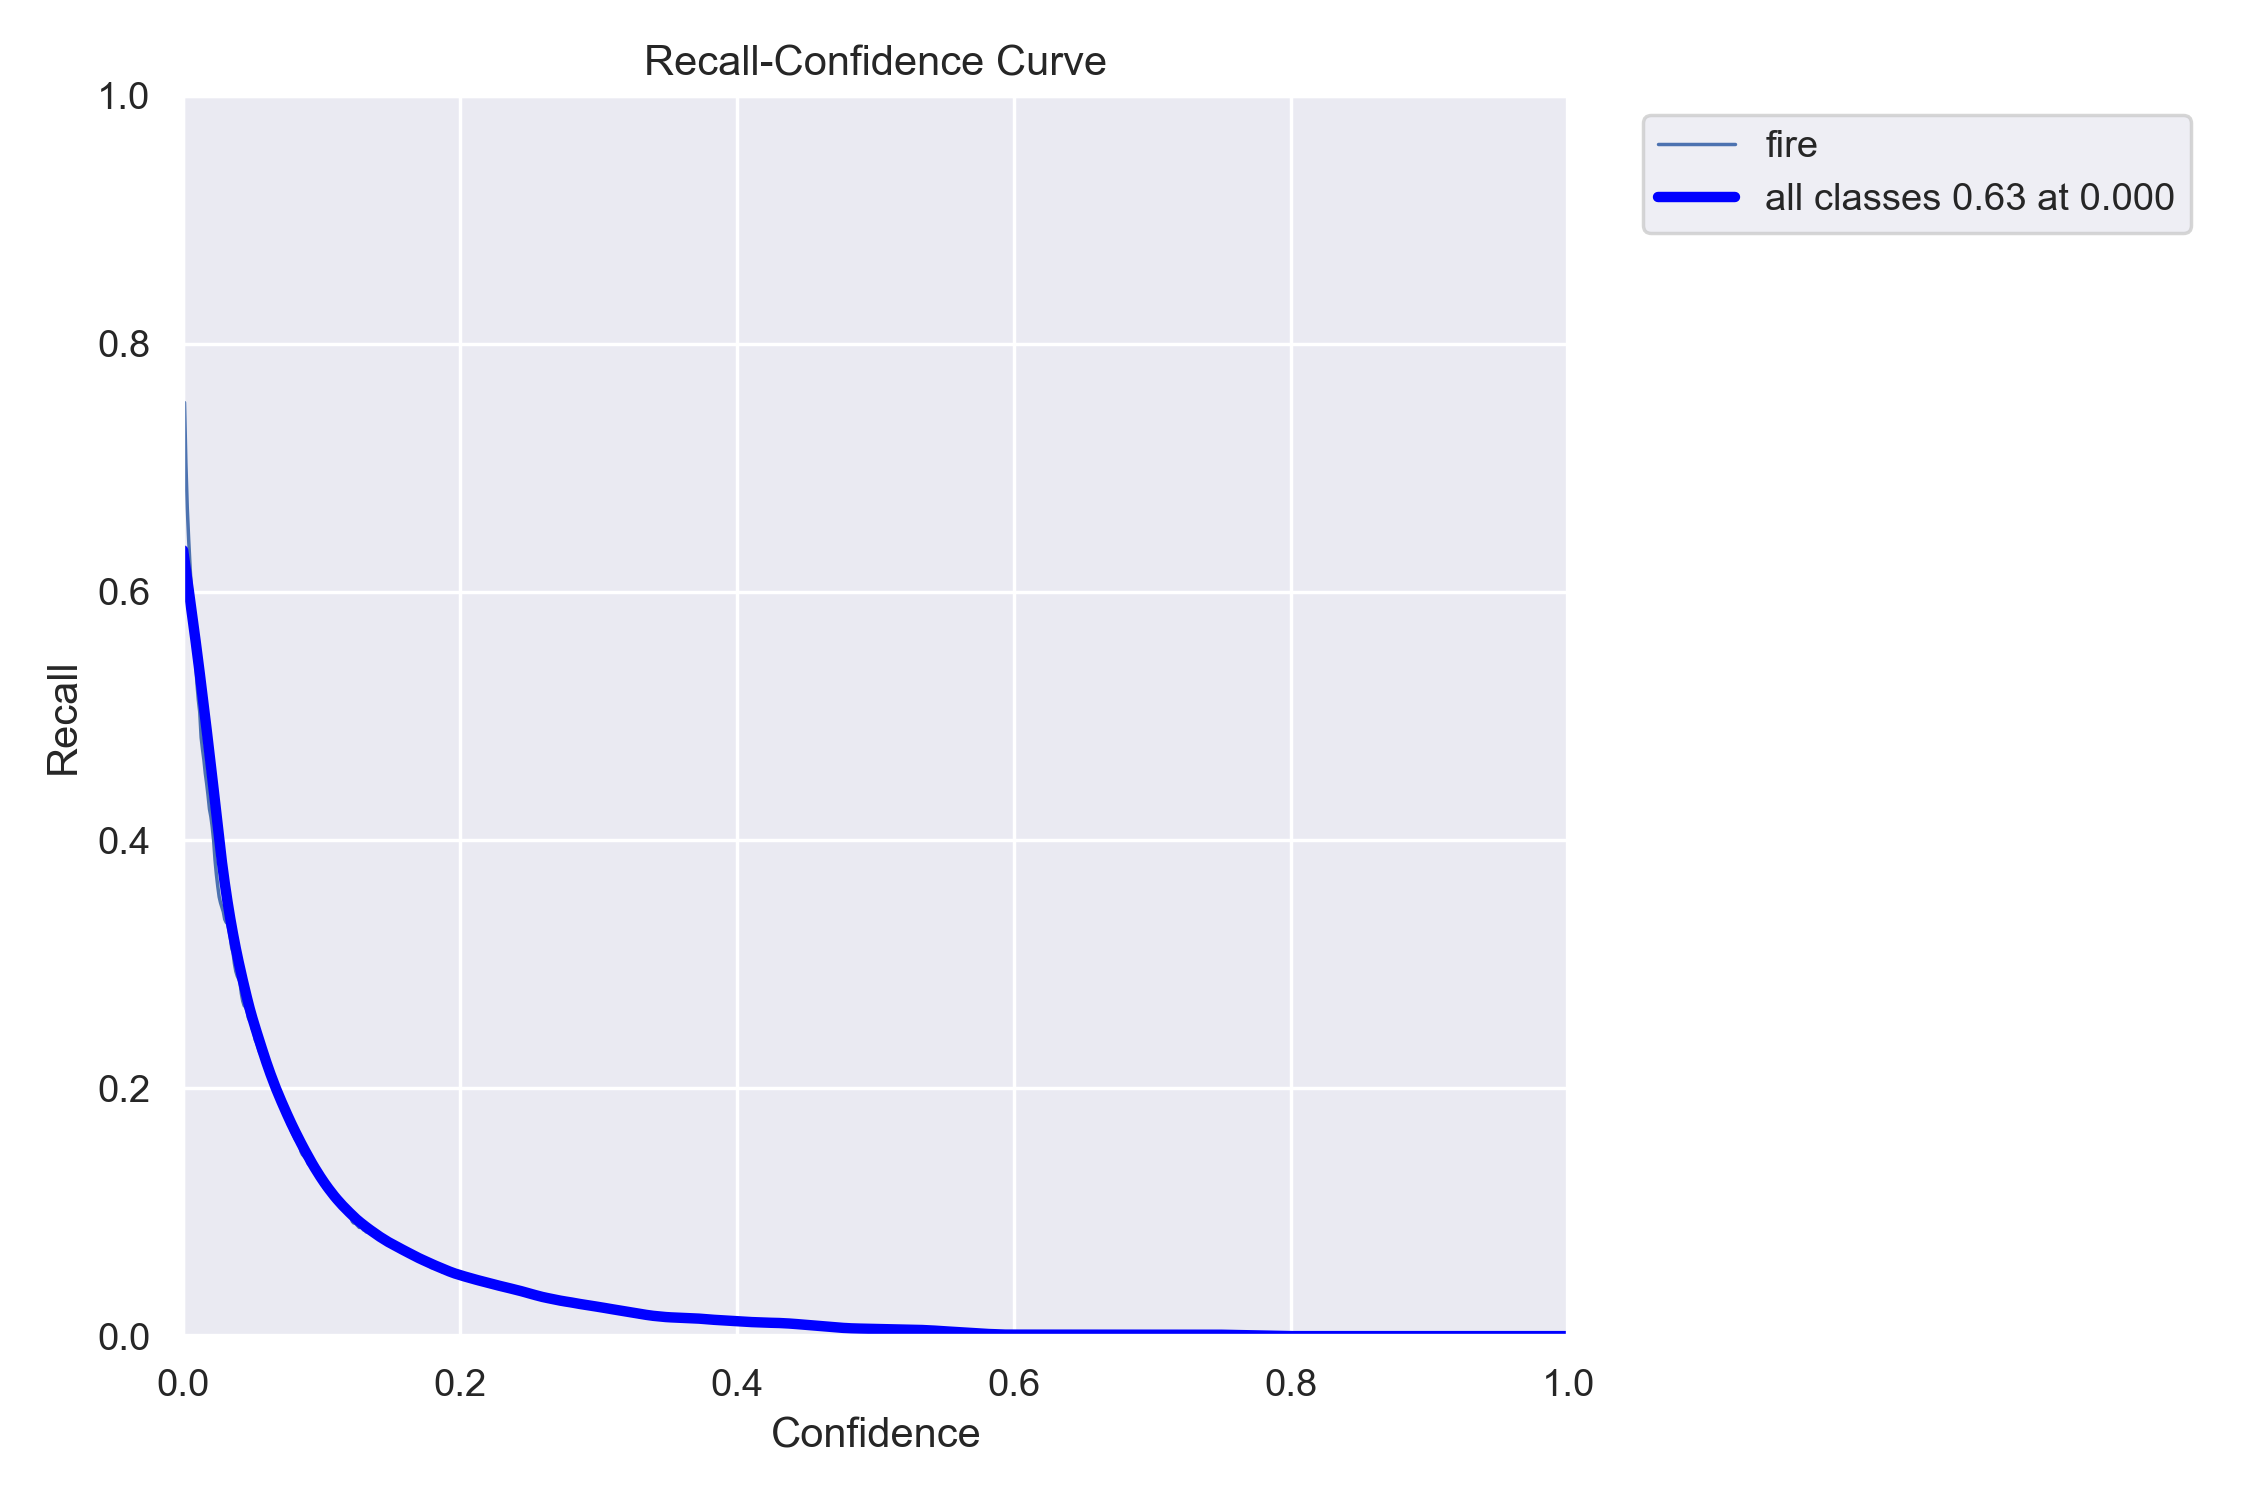 Recall-Confidence Curve
1.0
0.8
0.6
0.4
0.2
0.0
Recall
0.0 0.2 0.4 0.6 0.8 1.0
Confidence
fire
all classes 0.63 at 0.000